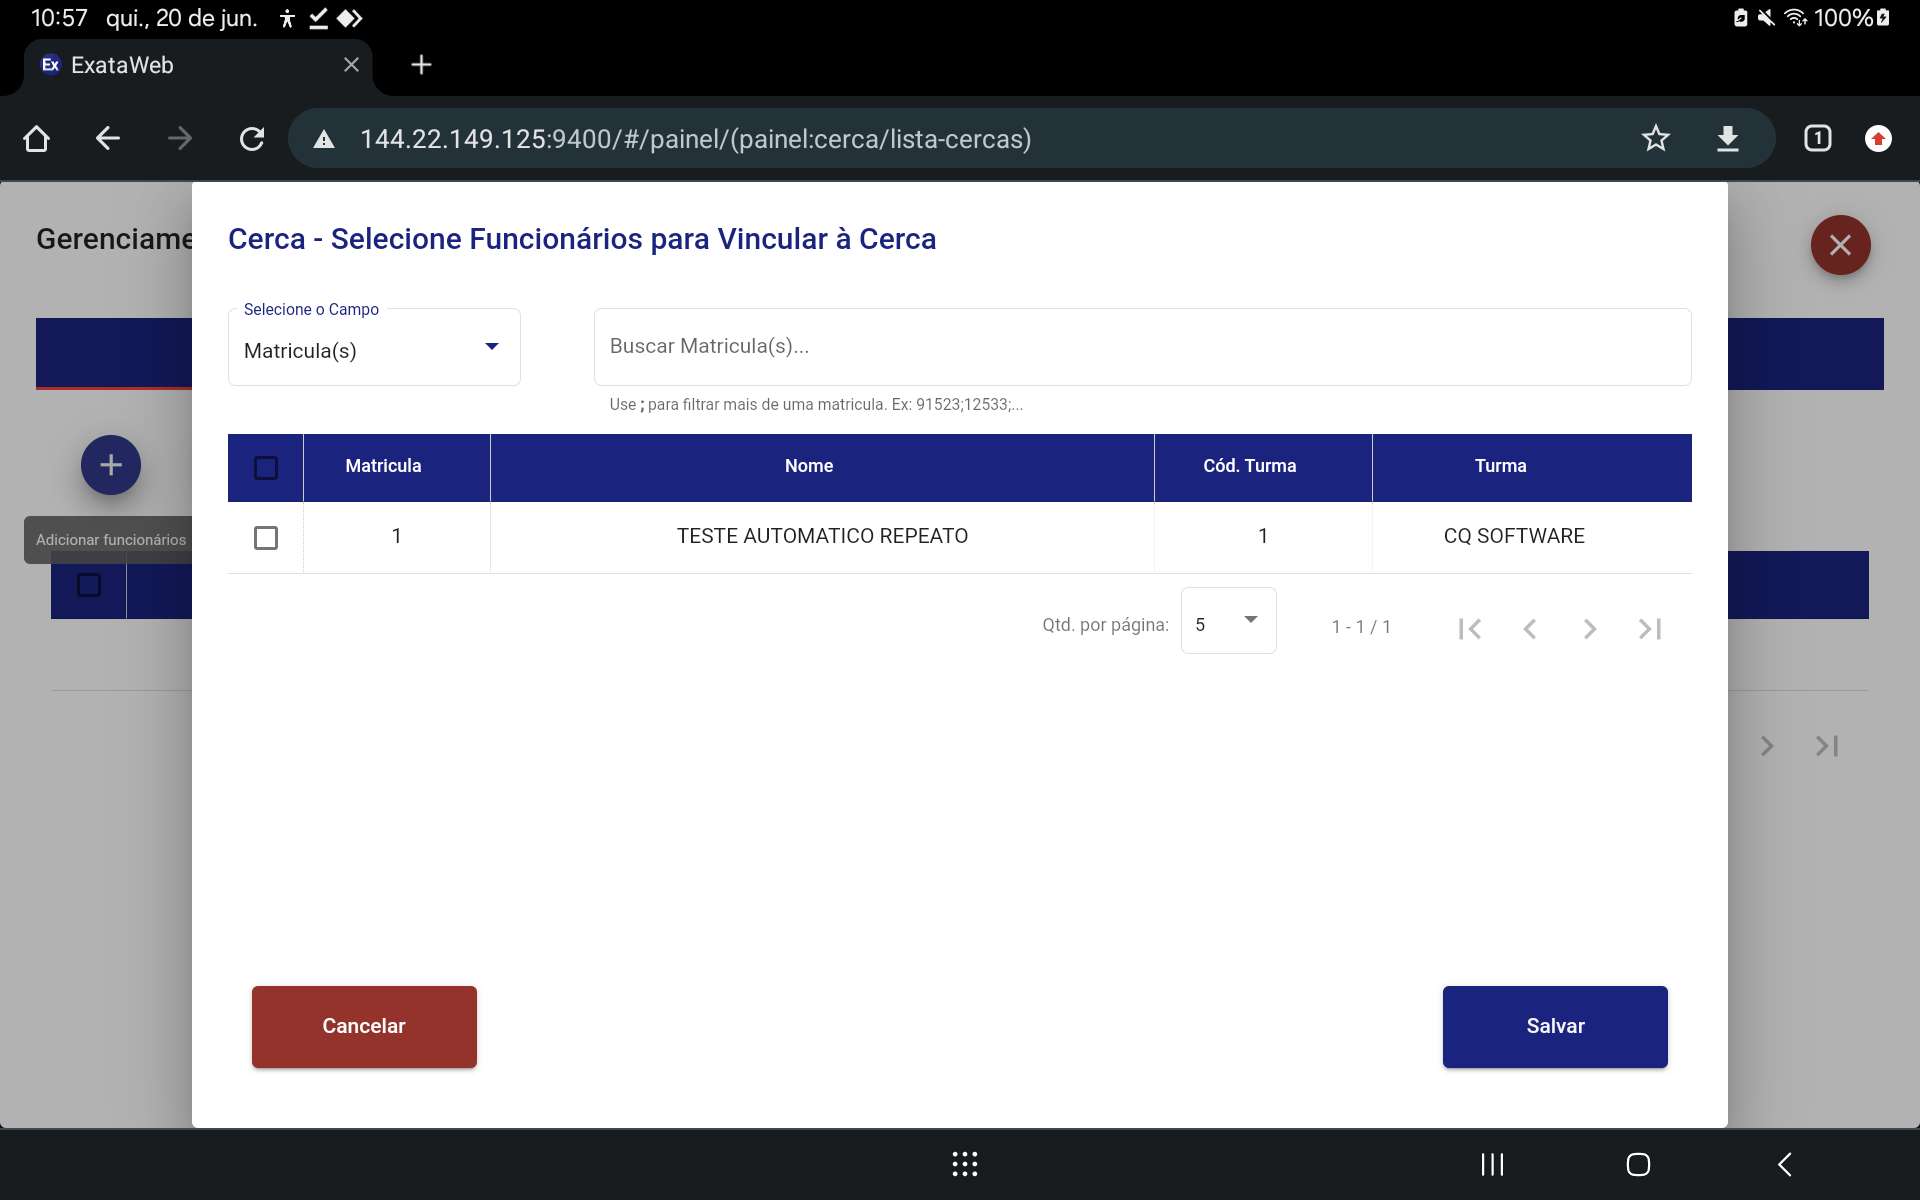 10:57 qui., 20 de jun.
100%
Ex ExataWeb
144.22.149.125:9400/#/painel/(painel:cerca/lista-cercas)
1
Gerenciame
Cerca - Selecione Funcionários para Vincular à Cerca
Selecione o Campo
Matricula(s)
Buscar Matricula(s)...
Use ; para filtrar mais de uma matricula. Ex: 91523;12533;...
Matricula Nome Cód. Turma Turma
1 TESTE AUTOMATICO REPEATO 1 CQ SOFTWARE
Adicionar funcionários
Qtd. por página: 5 1 - 1 / 1
Cancelar Salvar